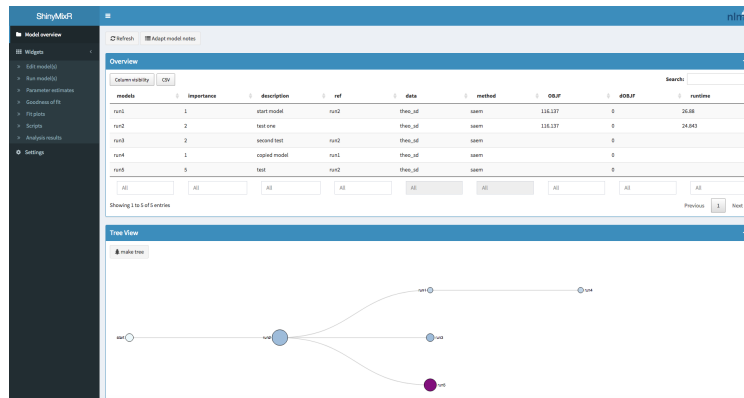 ShinyMixR
nlm
Model overview
Refresh
Adapt model notes
Widgets
Edit model(s)
Run model(s)
Parameter estimates
Goodness of fit
Fit plots
Scripts
Analysis results
Settings
Overview
Column visibility CSV Search:
models importance description ref data method OBJF dOBJF runtime
run1 1 start model run2 theo_sd saem 116.137 0 26.88
run2 2 test one theo_sd saem 116.137 0 24.843
run3 2 second test run2 theo_sd saem 0
run4 1 copied model run1 theo_sd saem 0
run5 5 test run2 theo_sd saem 0
All All All All All All All All All
Showing 1 to 5 of 5 entries
Previous 1 Next
Tree View
make tree
run1 run4
start run2 run3
run5